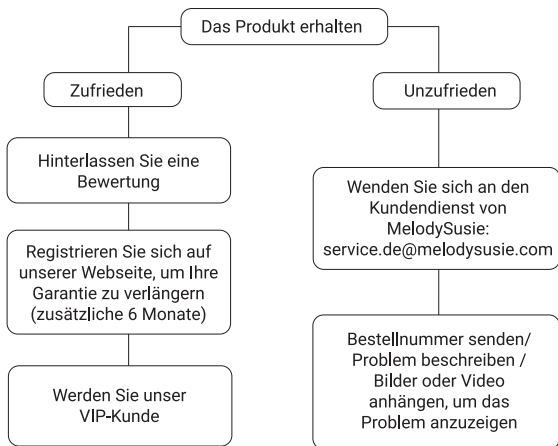 Das Produkt erhalten
Zufrieden
Unzufrieden
Hinterlassen Sie eine
Bewertung
Wenden Sie sich an den
Kundendienst von
MelodySusie:
service.de@melodysusie.com
Registrieren Sie sich auf
unserer Webseite, um Ihre
Garantie zu verlängern
(zusätzliche 6 Monate)
Bestellnummer senden/
Problem beschreiben /
Bilder oder Video
anhängen, um das
Problem anzuzeigen
Werden Sie unser
VIP-Kunde